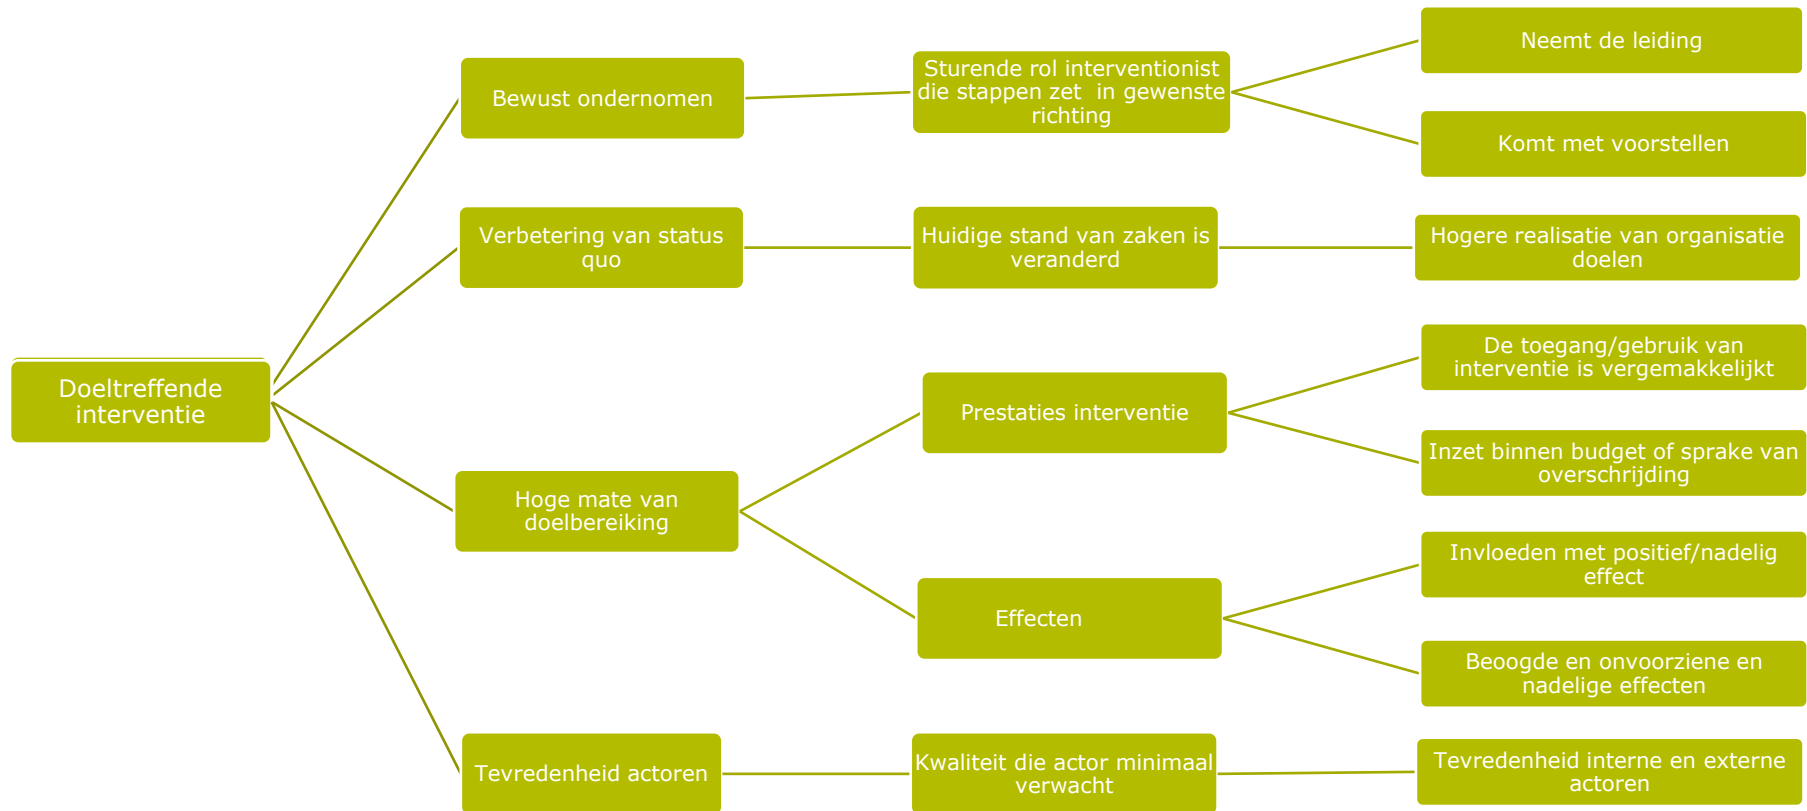 Neemt de leiding
Bewust ondernomen
Sturende rol interventionist
die stappen zet  in gewenste
richting
Komt met voorstellen
Verbetering van status
quo
Huidige stand van zaken is
veranderd
Hogere realisatie van organisatie
doelen
Doeltreffende
interventie
De toegang/gebruik van
interventie is vergemakkelijkt
Prestaties interventie
Inzet binnen budget of sprake van
overschrijding
Hoge mate van
doelbereiking
Invloeden met positief/nadelig
effect
Effecten
Beoogde en onvoorziene en
nadelige effecten
Tevredenheid actoren
Kwaliteit die actor minimaal
verwacht
Tevredenheid interne en externe
actoren